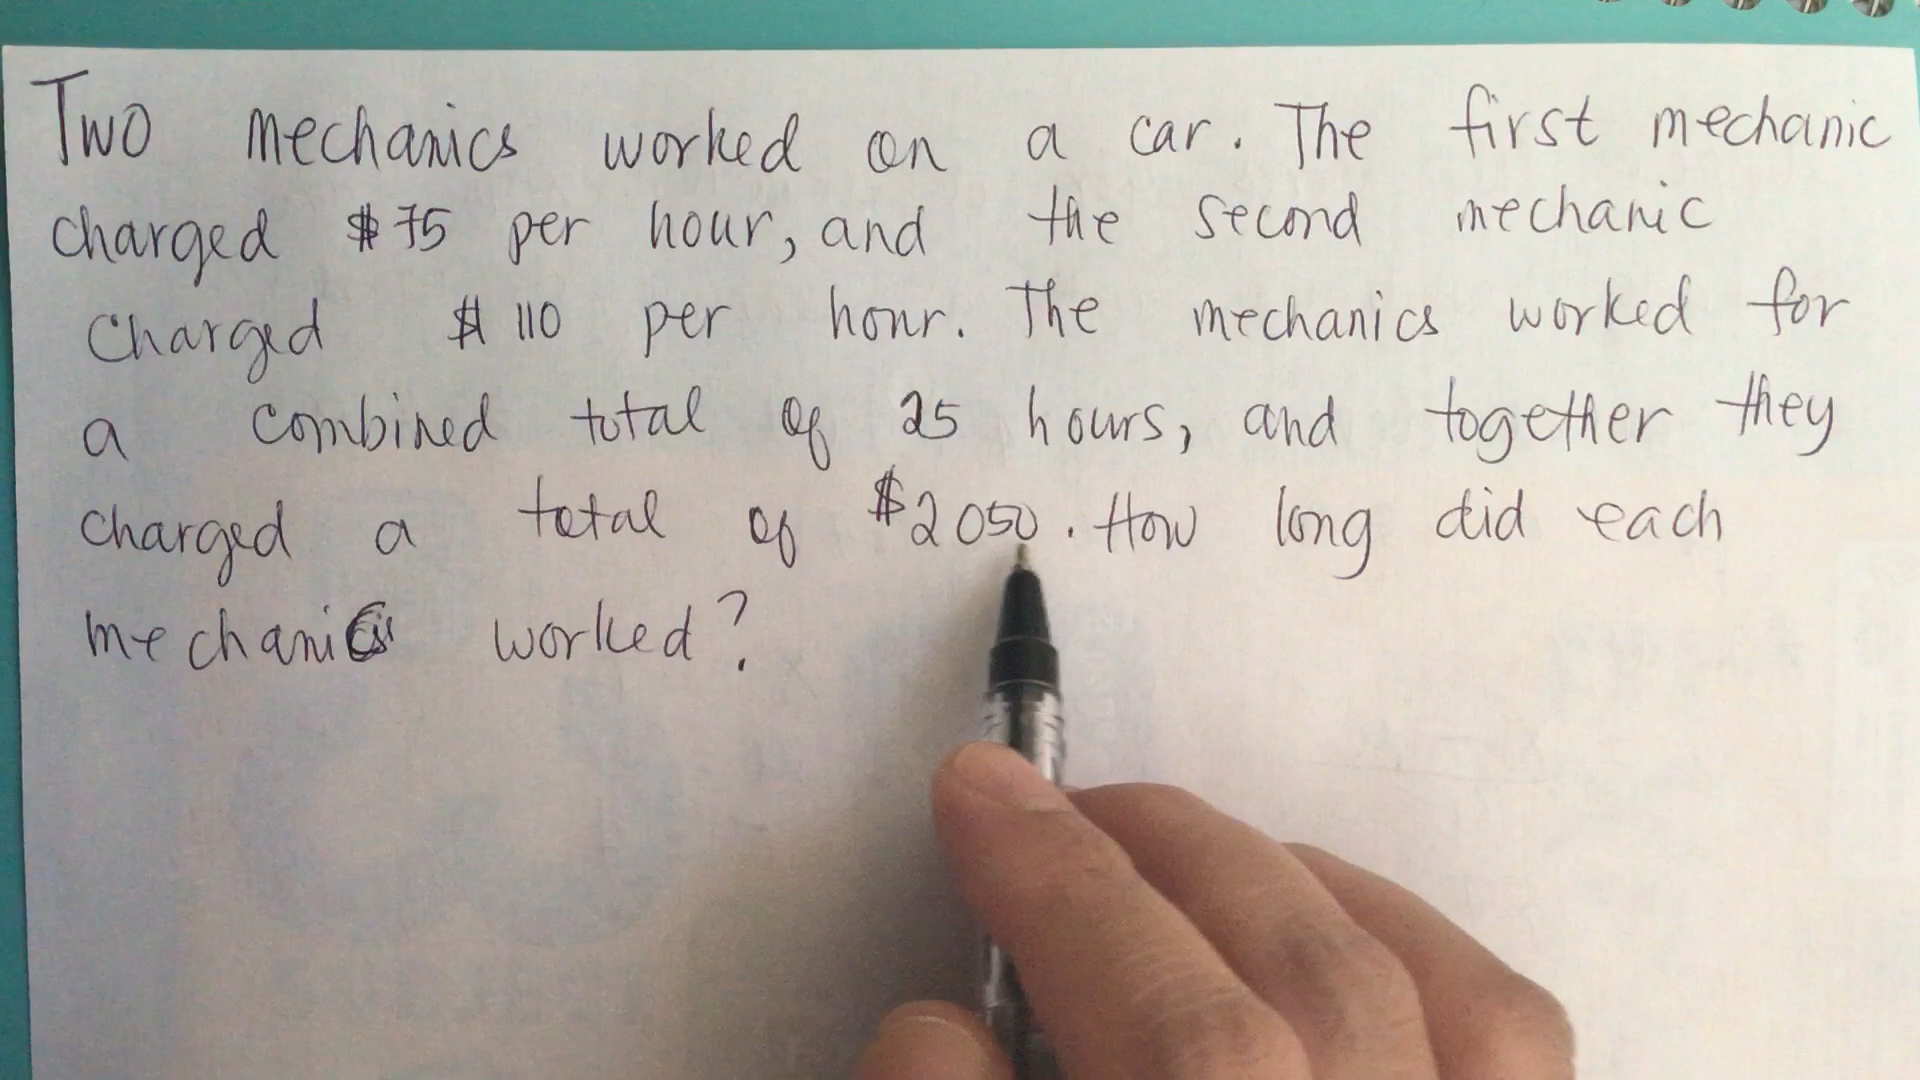 Two mechanics worked on a car. The first mechanic
charged $75 per hour, and the second mechanic
charged $110 per hour. The mechanics worked for
a combined total of 25 hours, and together they
charged a total of $2050. How long did each
mechanic worked?